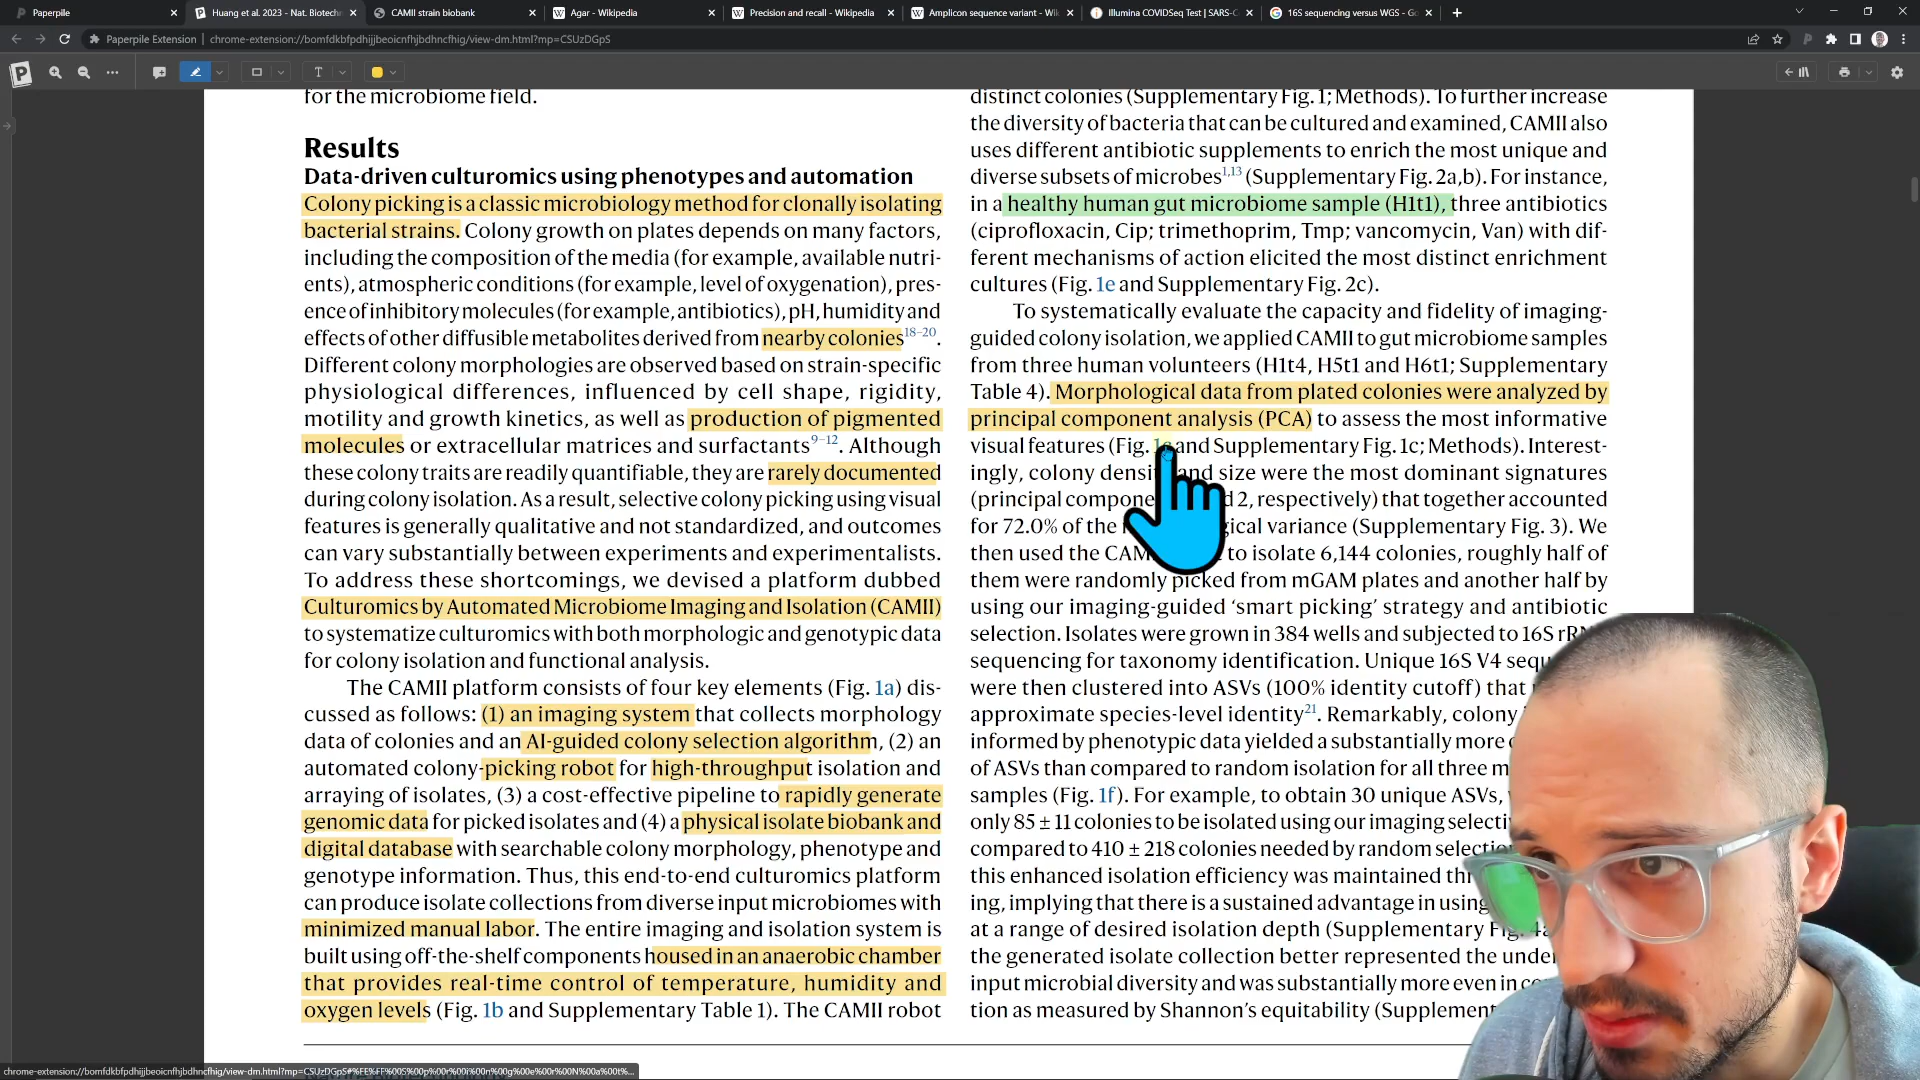 Paperpile
Huang et al. 2023 - Nat. Biotechn
CAMII strain biobank
Agar - Wikipedia
Precision and recall - Wikipedia
Amplicon sequence variant - Wi
Illumina COVIDSeq Test | SARS-C
16S sequencing versus WGS - Go
Paperpile Extension
chrome-extension://bomfdkbfpdhijjbeoicnfhjbdhncfhig/view-dm.html?mp=CSUzDGpS
for the microbiome field.
Results
Data-driven culturomics using phenotypes and automation
Colony picking is a classic microbiology method for clonally isolating
bacterial strains. Colony growth on plates depends on many factors,
including the composition of the media (for example, available nutri-
ents), atmospheric conditions (for example, level of oxygenation), pres-
ence of inhibitory molecules (for example, antibiotics), pH, humidity and
effects of other diffusible metabolites derived from nearby colonies18–20.
Different colony morphologies are observed based on strain-specific
physiological differences, influenced by cell shape, rigidity,
motility and growth kinetics, as well as production of pigmented
molecules or extracellular matrices and surfactants9–12. Although
these colony traits are readily quantifiable, they are rarely documented
during colony isolation. As a result, selective colony picking using visual
features is generally qualitative and not standardized, and outcomes
can vary substantially between experiments and experimentalists.
To address these shortcomings, we devised a platform dubbed
Culturomics by Automated Microbiome Imaging and Isolation (CAMII)
to systematize culturomics with both morphologic and genotypic data
for colony isolation and functional analysis.
The CAMII platform consists of four key elements (Fig. 1a) dis-
cussed as follows: (1) an imaging system that collects morphology
data of colonies and an AI-guided colony selection algorithm, (2) an
automated colony-picking robot for high-throughput isolation and
arraying of isolates, (3) a cost-effective pipeline to rapidly generate
genomic data for picked isolates and (4) a physical isolate biobank and
digital database with searchable colony morphology, phenotype and
genotype information. Thus, this end-to-end culturomics platform
can produce isolate collections from diverse input microbiomes with
minimized manual labor. The entire imaging and isolation system is
built using off-the-shelf components housed in an anaerobic chamber
that provides real-time control of temperature, humidity and
oxygen levels (Fig. 1b and Supplementary Table 1). The CAMII robot
distinct colonies (Supplementary Fig. 1; Methods). To further increase
the diversity of bacteria that can be cultured and examined, CAMII also
uses different antibiotic supplements to enrich the most unique and
diverse subsets of microbes1,13 (Supplementary Fig. 2a,b). For instance,
in a healthy human gut microbiome sample (H1t1), three antibiotics
(ciprofloxacin, Cip; trimethoprim, Tmp; vancomycin, Van) with dif-
ferent mechanisms of action elicited the most distinct enrichment
cultures (Fig. 1e and Supplementary Fig. 2c).
To systematically evaluate the capacity and fidelity of imaging-
guided colony isolation, we applied CAMII to gut microbiome samples
from three human volunteers (H1t4, H5t1 and H6t1; Supplementary
Table 4). Morphological data from plated colonies were analyzed by
principal component analysis (PCA) to assess the most informative
visual features (Fig. and Supplementary Fig. 1c; Methods). Interest-
ingly, colony densit nd size were the most dominant signatures
(principal compone d 2, respectively) that together accounted
for 72.0% of the gical variance (Supplementary Fig. 3). We
then used the CAM to isolate 6,144 colonies, roughly half of
them were randomly picked from mGAM plates and another half by
using our imaging-guided ‘smart picking’ strategy and antibiotic
selection. Isolates were grown in 384 wells and subjected to 16S rRN
sequencing for taxonomy identification. Unique 16S V4 sequ
were then clustered into ASVs (100% identity cutoff) that
approximate species-level identity21. Remarkably, colony
informed by phenotypic data yielded a substantially more
of ASVs than compared to random isolation for all three m
samples (Fig. 1f). For example, to obtain 30 unique ASVs,
only 85 ± 11 colonies to be isolated using our imaging selecti
compared to 410 ± 218 colonies needed by random selectio
this enhanced isolation efficiency was maintained th
ing, implying that there is a sustained advantage in using
at a range of desired isolation depth (Supplementary Fig. 4a
the generated isolate collection better represented the unde
input microbial diversity and was substantially more even in co
tion as measured by Shannon’s equitability (Supplement